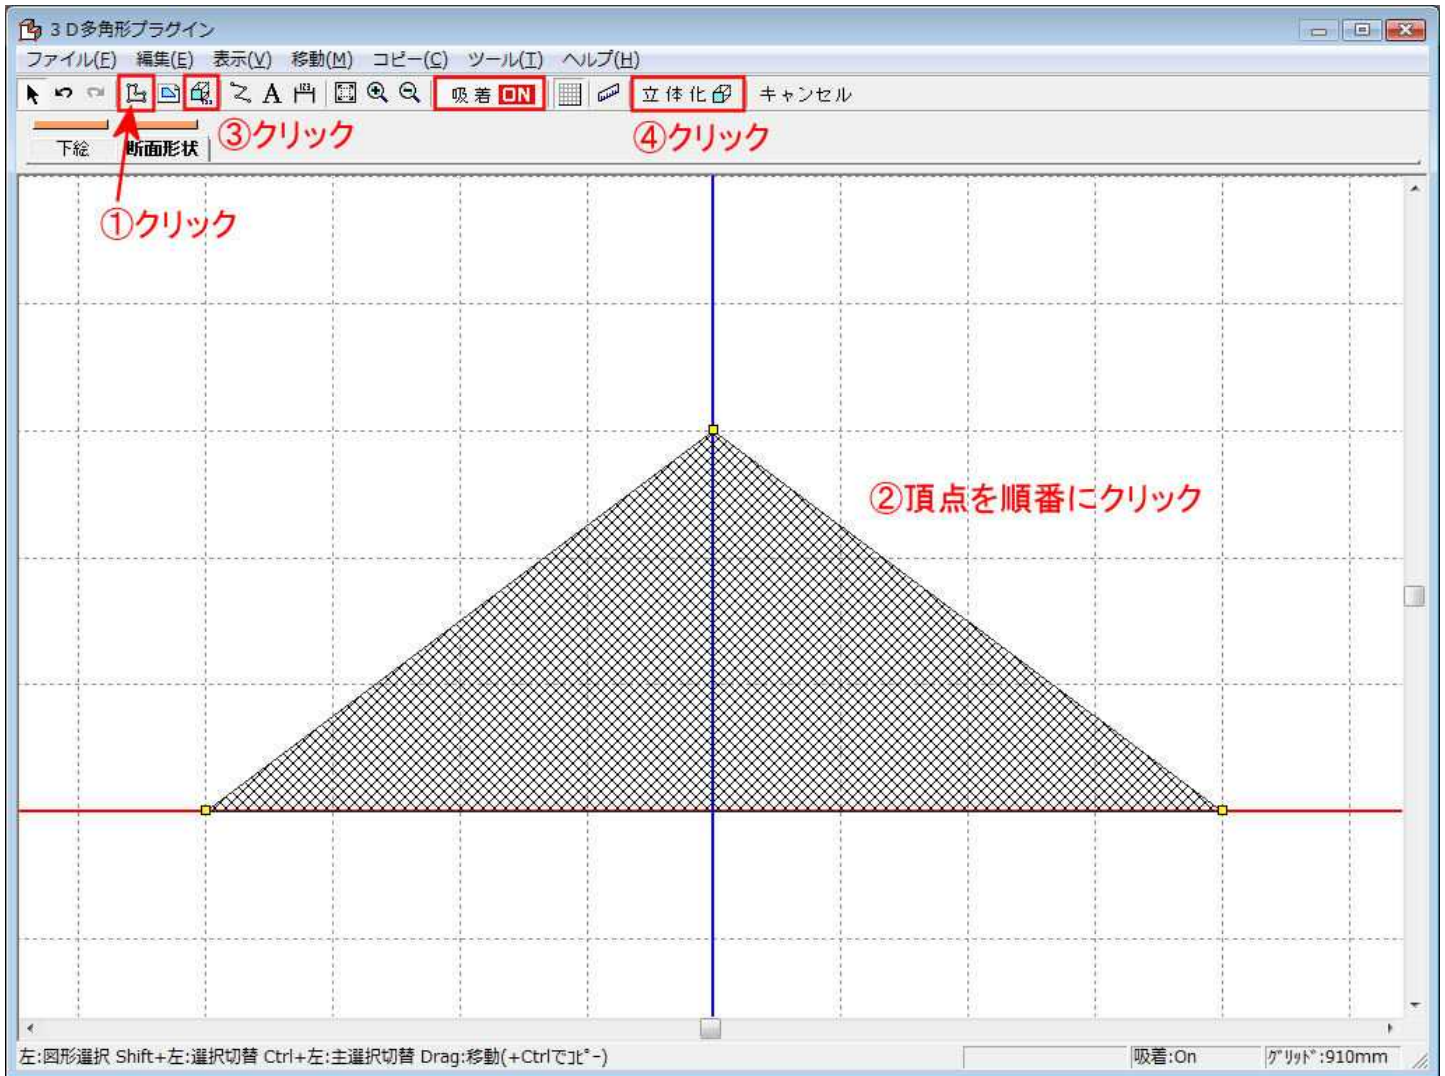 3D多角形プラグイン
ファイル(F) 編集(E) 表示(V) 移動(M) コピー(C) ツール(T) ヘルプ(H)
A 吸着 ON 立体化 キャンセル
③クリック ④クリック
下絵 断面形状
①クリック
②頂点を順番にクリック
左:図形選択 Shift+左:選択切替 Ctrl+左:主選択切替 Drag:移動(+Ctrlでｺﾋﾟｰ) 吸着:On ｸﾞﾘｯﾄﾞ:910mm